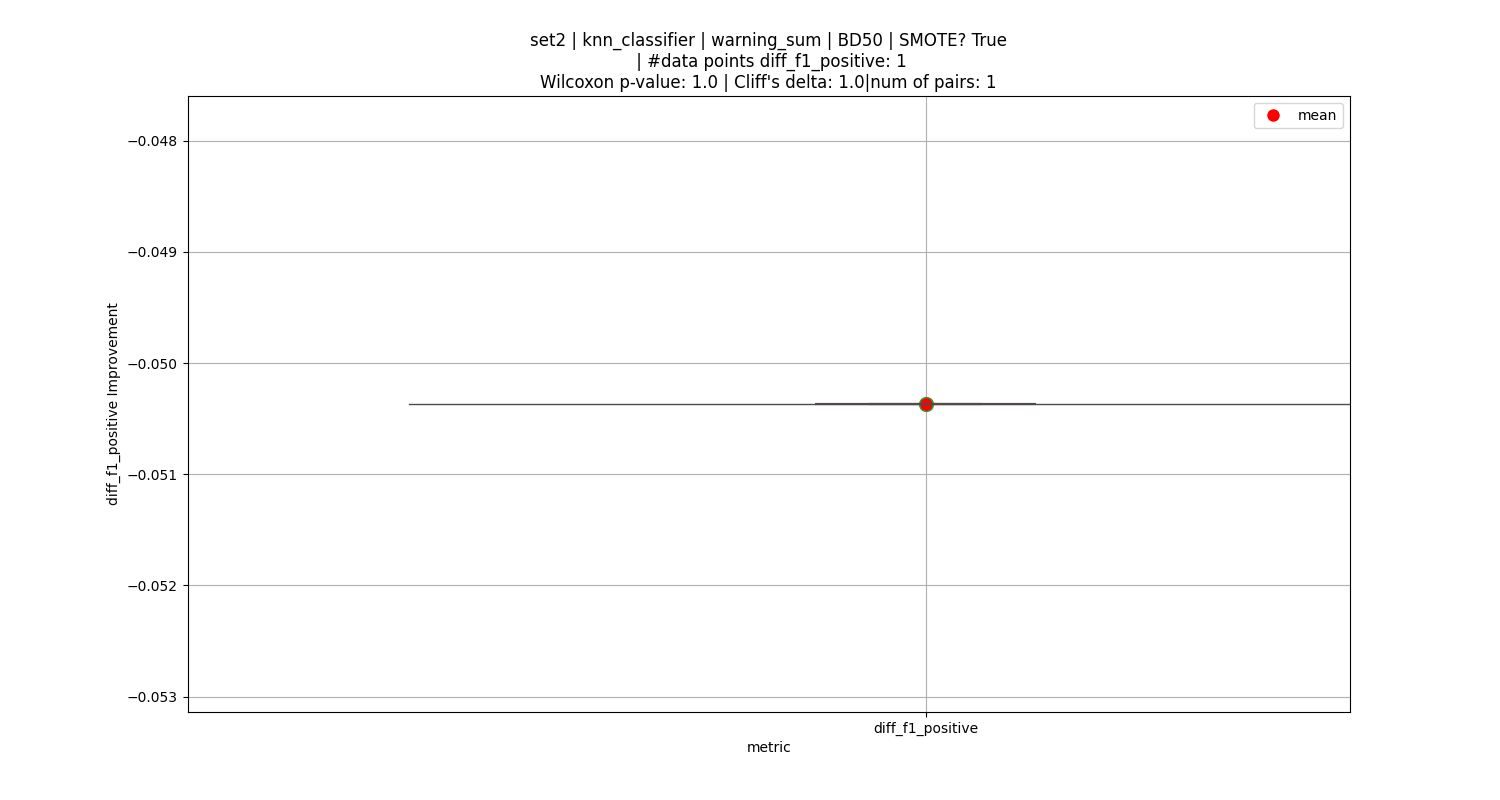 set2 | knn_classifier | warning_sum | BD50 | SMOTE? True
| #data points diff_f1_positive: 1
Wilcoxon p-value: 1.0 | Cliff's delta: 1.0|num of pairs: 1
mean
−0.048
−0.049
−0.050
−0.051
−0.052
−0.053
diff_f1_positive Improvement
diff_f1_positive
metric